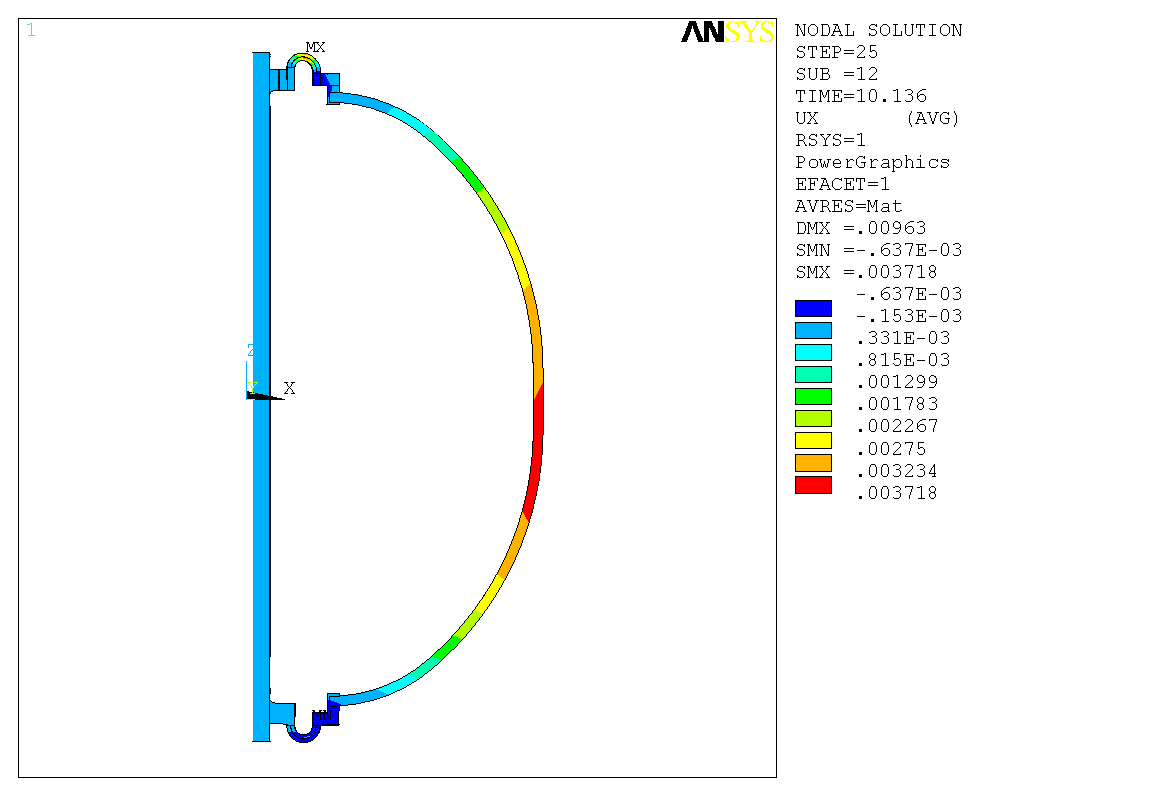 1
ANSYS
MX
Z
Y
X
MN
NODAL SOLUTION
STEP=25
SUB =12
TIME=10.136
UX (AVG)
RSYS=1
PowerGraphics
EFACET=1
AVRES=Mat
DMX =.00963
SMN =-.637E-03
SMX =.003718
-.637E-03
-.153E-03
.331E-03
.815E-03
.001299
.001783
.002267
.00275
.003234
.003718